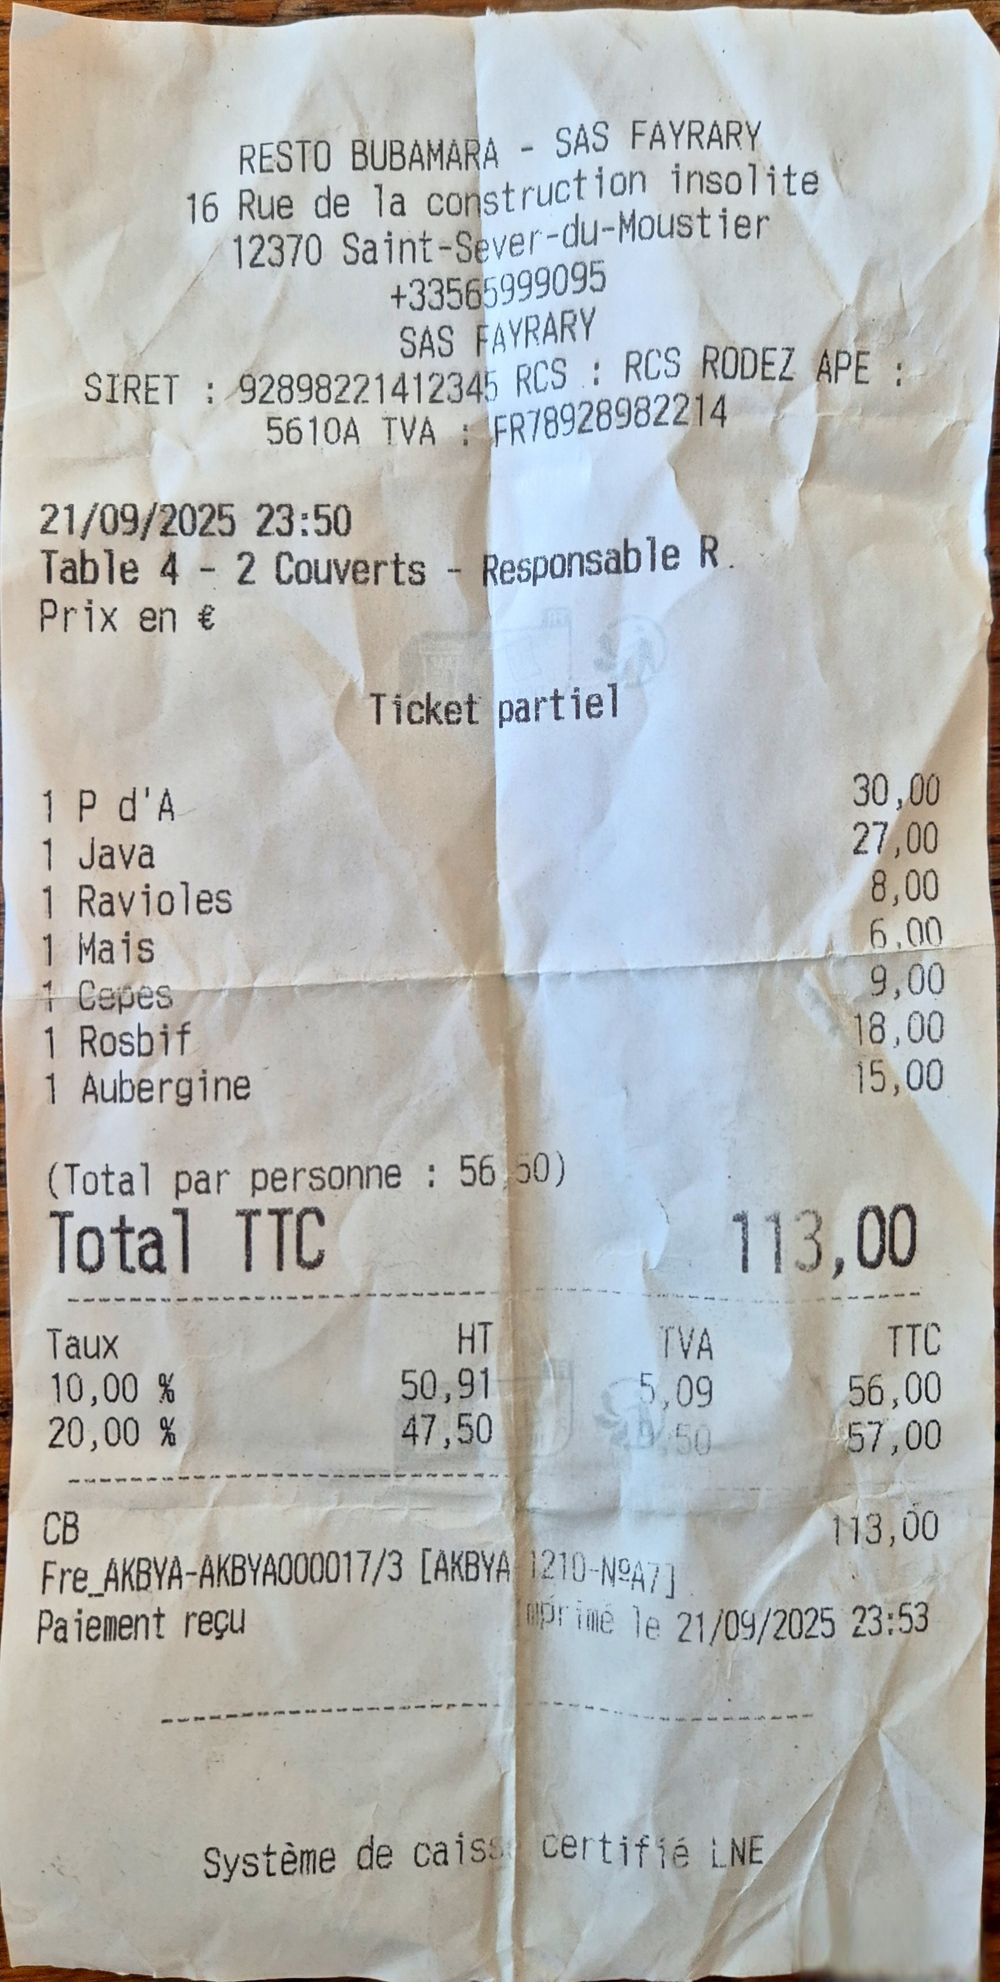 RESTO BUBAMARA - SAS FAYRARY
16 Rue de la construction insolite
12370 Saint-Sever-du-Moustier
+33565999095
SAS FAYRARY
SIRET : 92898221412345 RCS : RCS RODEZ APE :
5610A TVA : FR78928982214
21/09/2025 23:50
Table 4 - 2 Couverts - Responsable R.
Prix en €
Ticket partiel
1 P d'A 30,00
1 Java 27,00
1 Ravioles 8,00
1 Mais 6,00
1 Cepes 9,00
1 Rosbif 18,00
1 Aubergine 15,00
(Total par personne : 56,50)
Total TTC 113,00
Taux HT TVA TTC
10,00 % 50,91 5,09 56,00
20,00 % 47,50 57,00
CB 113,00
Fre_AKBYA-AKBYA000017/3 [AKBYA 1210-NºA7]
Paiement reçu Imprimé le 21/09/2025 23:53
Système de caisse certifié LNE